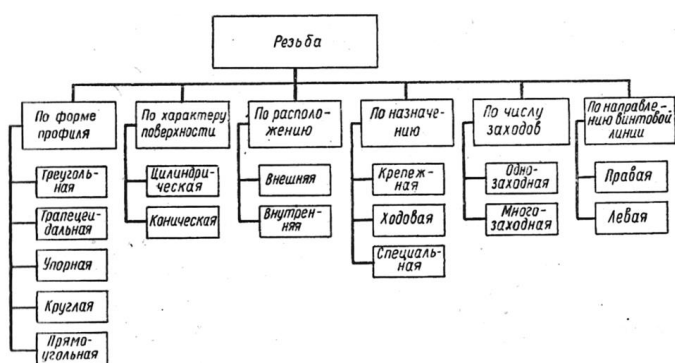 Резьба
По форме
профиля
Треуголь-
ная
Трапецеи-
дальная
Упорная
Круглая
Прямо-
угольная
По характеру
поверхности
Цилиндри-
ческая
Коническая
По располо-
жению
Внешняя
Внутрен-
няя
По назначе-
нию
Крепеж-
ная
Ходовая
Специаль-
ная
По числу
заходов
Одно-
заходная
Много-
заходная
По направле-
нию винтовой
линии
Правая
Левая